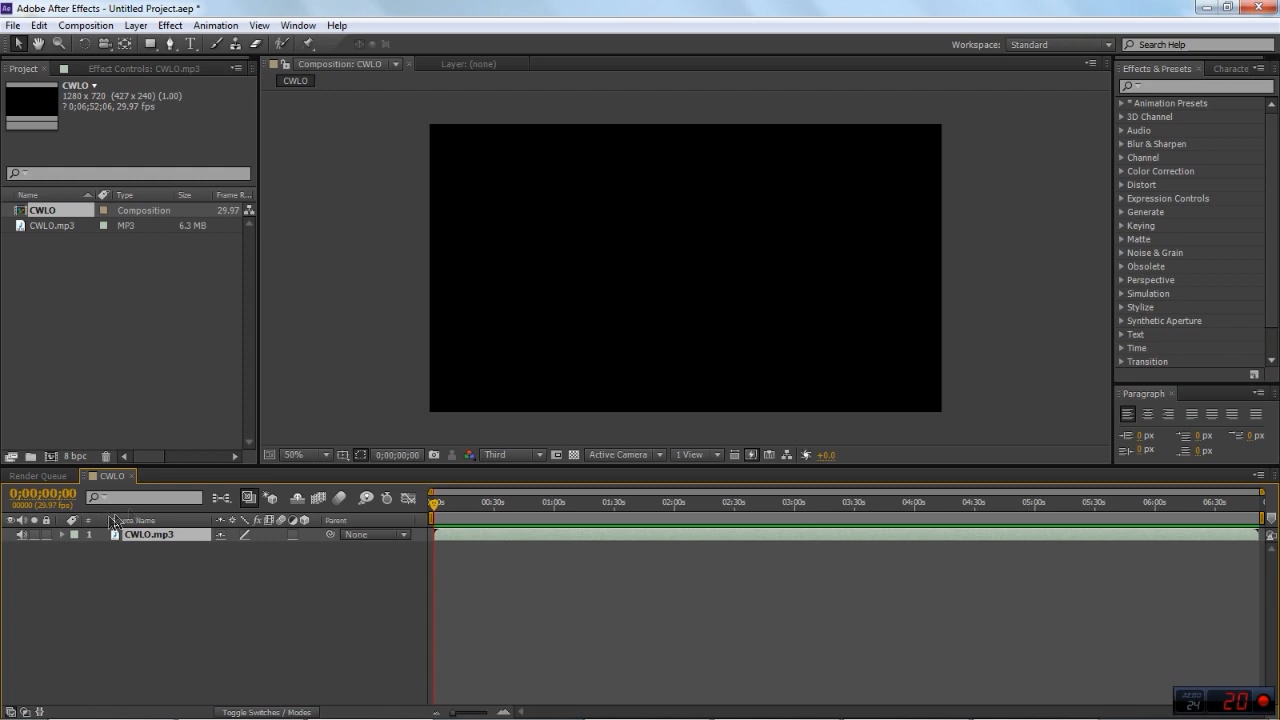 Adobe After Effects - Untitled Project.aep *
File Edit Composition Layer Effect Animation View Window Help
Workspace: Standard Search Help
Project Effect Controls: CWLO.mp3 Composition: CWLO Layer: (none) Effects & Presets Characte
CWLO
1280 x 720 (427 x 240) (1.00)
? 0;06;52;06, 29.97 fps
CWLO
* Animation Presets
3D Channel
Audio
Blur & Sharpen
Channel
Color Correction
Distort
Expression Controls
Generate
Keying
Matte
Noise & Grain
Obsolete
Perspective
Simulation
Stylize
Synthetic Aperture
Text
Time
Transition
Name Type Size Frame R...
CWLO Composition 29.97
CWLO.mp3 MP3 6.3 MB
Paragraph
0 px 0 px 0 px
0 px 0 px
8 bpc
50% 0;00;00;00 Third Active Camera 1 View +0.0
Render Queue CWLO
0;00;00;00
00000 (29.97 fps)
00:30s 01:00s 01:30s 02:00s 02:30s 03:00s 03:30s 04:00s 04:30s 05:00s 05:30s 06:00s 06:30s
# Name Parent
1 CWLO.mp3 None
Toggle Switches / Modes
24 20